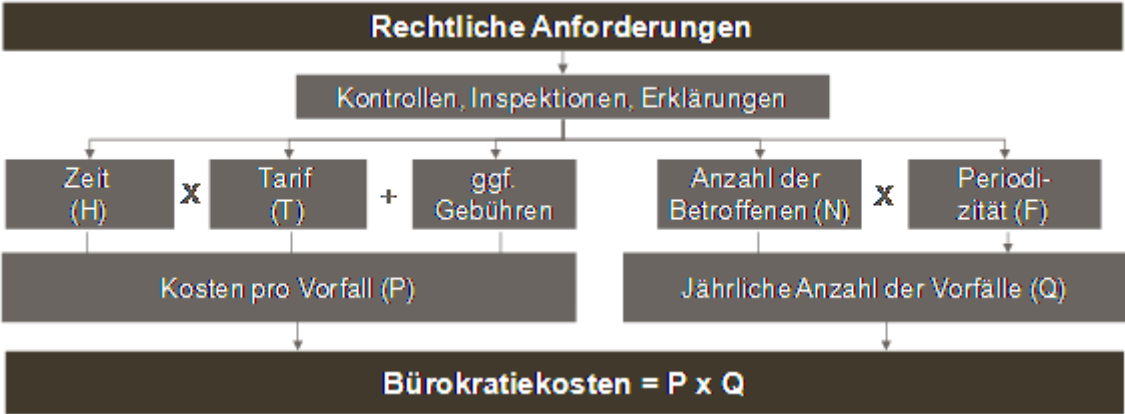 Rechtliche Anforderungen
Kontrollen, Inspektionen, Erklärungen
Zeit
(H)
X
Tarif
(T)
+
ggf.
Gebühren
Anzahl der
Betroffenen (N)
X
Periodi-
zität (F)
Kosten pro Vorfall (P)
Jährliche Anzahl der Vorfälle (Q)
Bürokratiekosten = P x Q